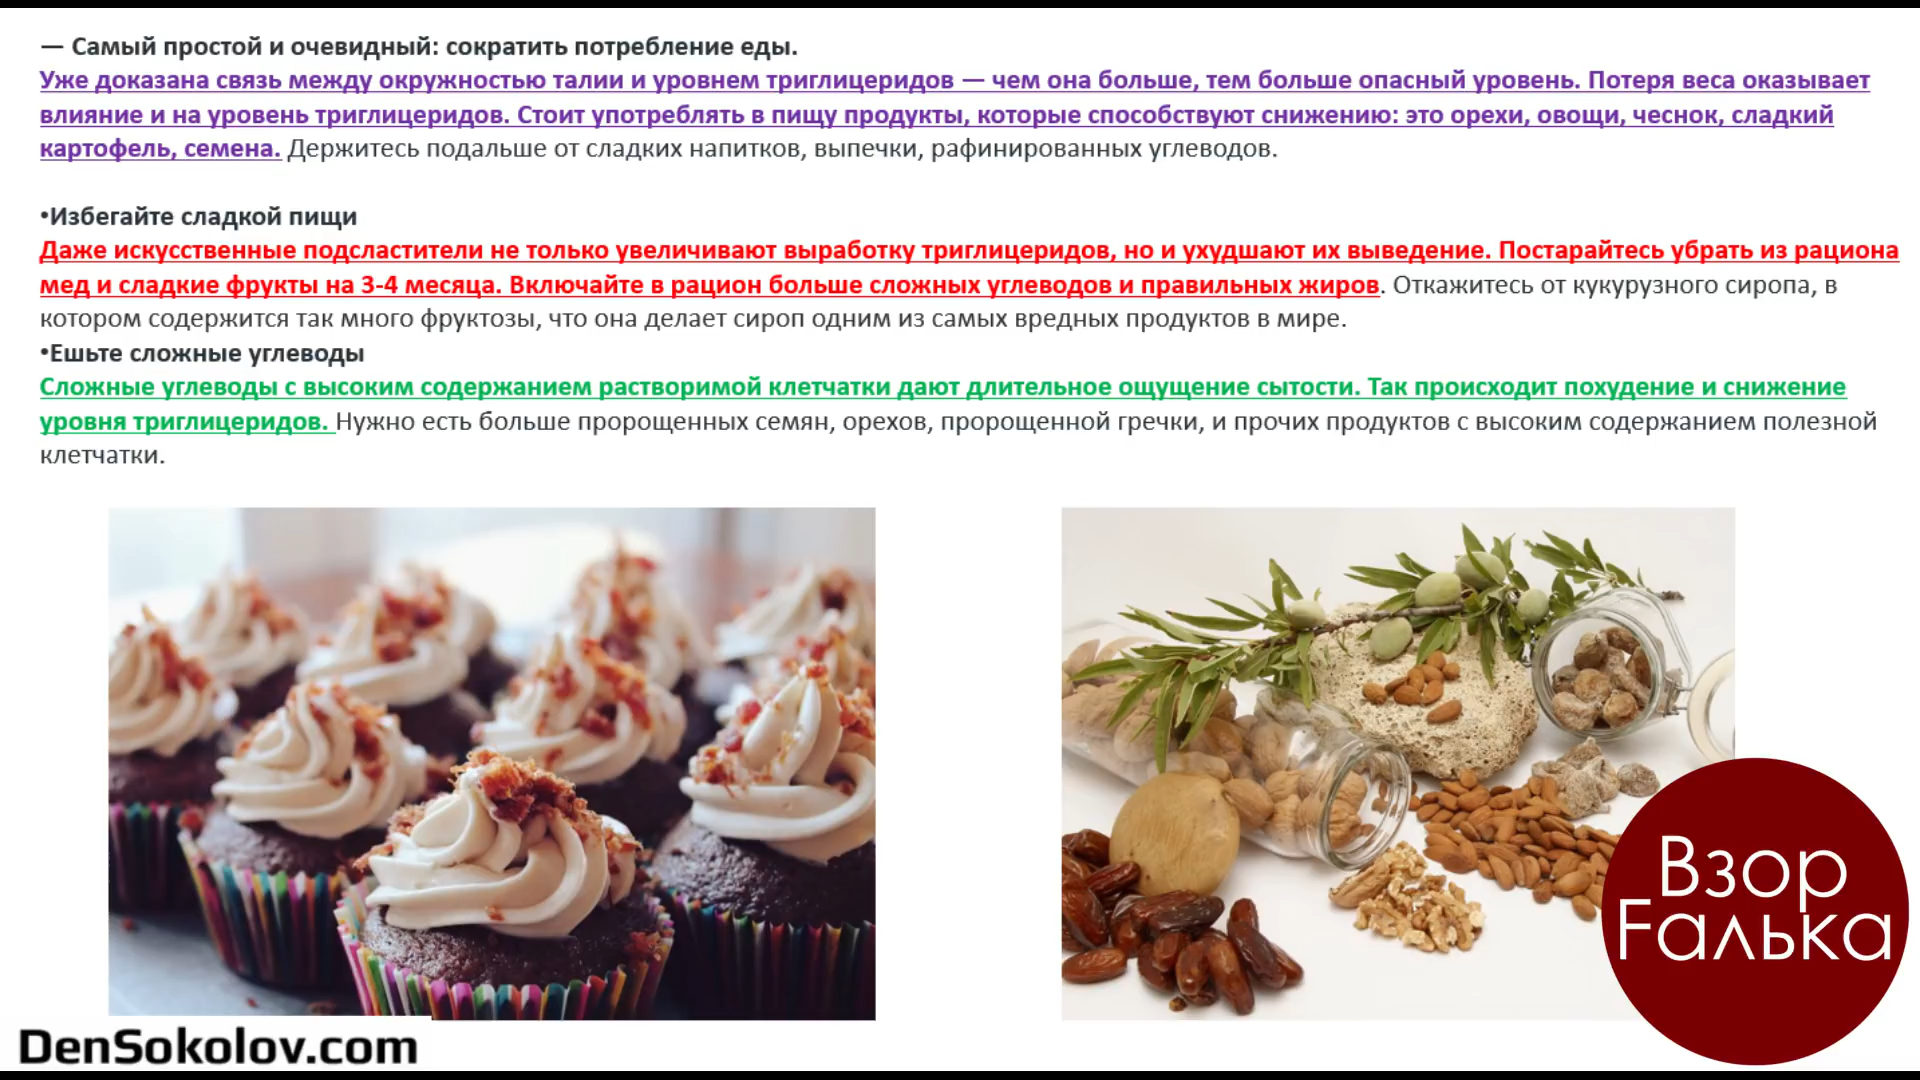 — Самый простой и очевидный: сократить потребление еды.
Уже доказана связь между окружностью талии и уровнем триглицеридов — чем она больше, тем больше опасный уровень. Потеря веса оказывает
влияние и на уровень триглицеридов. Стоит употреблять в пищу продукты, которые способствуют снижению: это орехи, овощи, чеснок, сладкий
картофель, семена. Держитесь подальше от сладких напитков, выпечки, рафинированных углеводов.
•Избегайте сладкой пищи
Даже искусственные подсластители не только увеличивают выработку триглицеридов, но и ухудшают их выведение. Постарайтесь убрать из рациона
мед и сладкие фрукты на 3-4 месяца. Включайте в рацион больше сложных углеводов и правильных жиров. Откажитесь от кукурузного сиропа, в
котором содержится так много фруктозы, что она делает сироп одним из самых вредных продуктов в мире.
•Ешьте сложные углеводы
Сложные углеводы с высоким содержанием растворимой клетчатки дают длительное ощущение сытости. Так происходит похудение и снижение
уровня триглицеридов. Нужно есть больше пророщенных семян, орехов, пророщенной гречки, и прочих продуктов с высоким содержанием полезной
клетчатки.
Взор
Fалька
DenSokolov.com